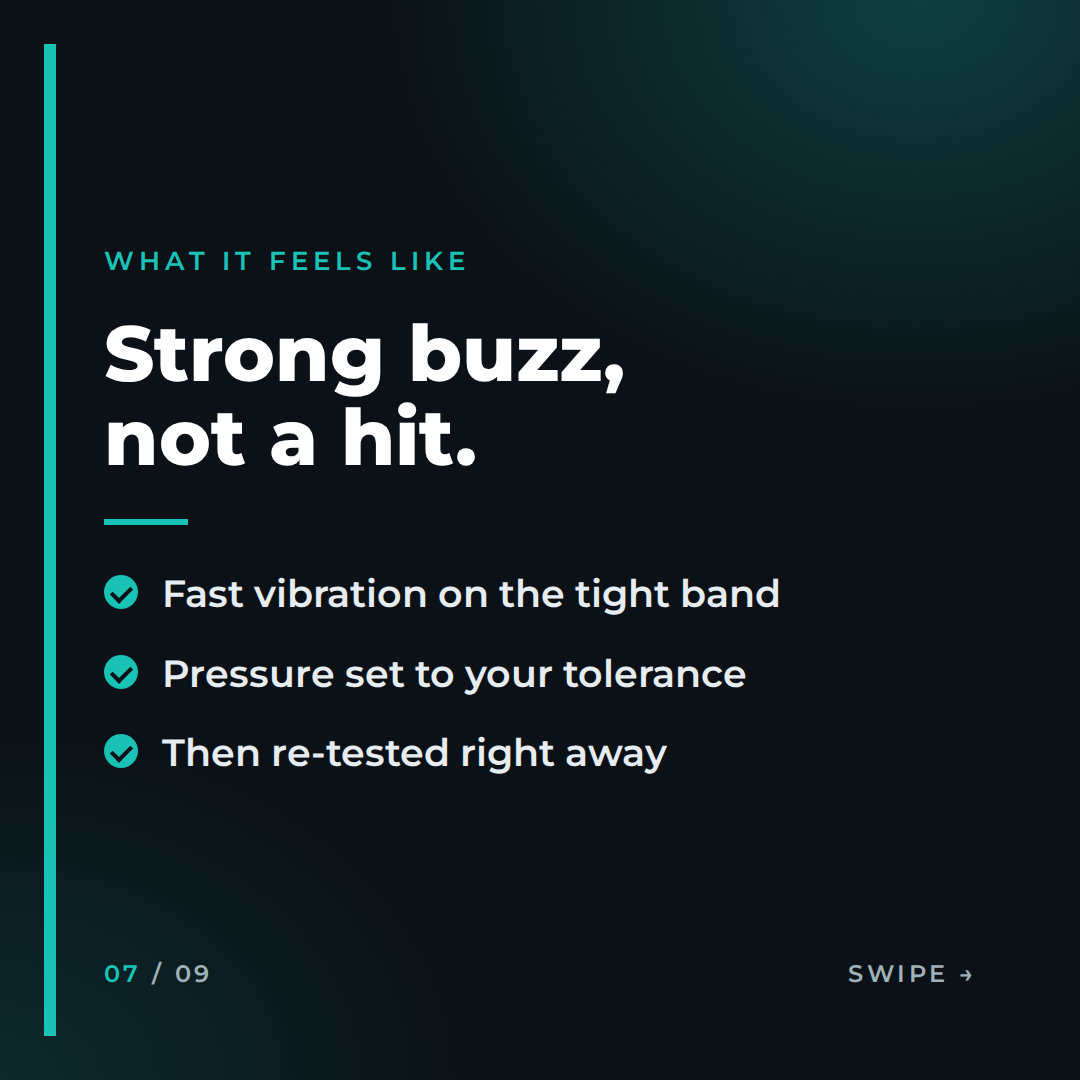 WHAT IT FEELS LIKE
Strong buzz,
not a hit.
Fast vibration on the tight band
Pressure set to your tolerance
Then re-tested right away
07 / 09
SWIPE →